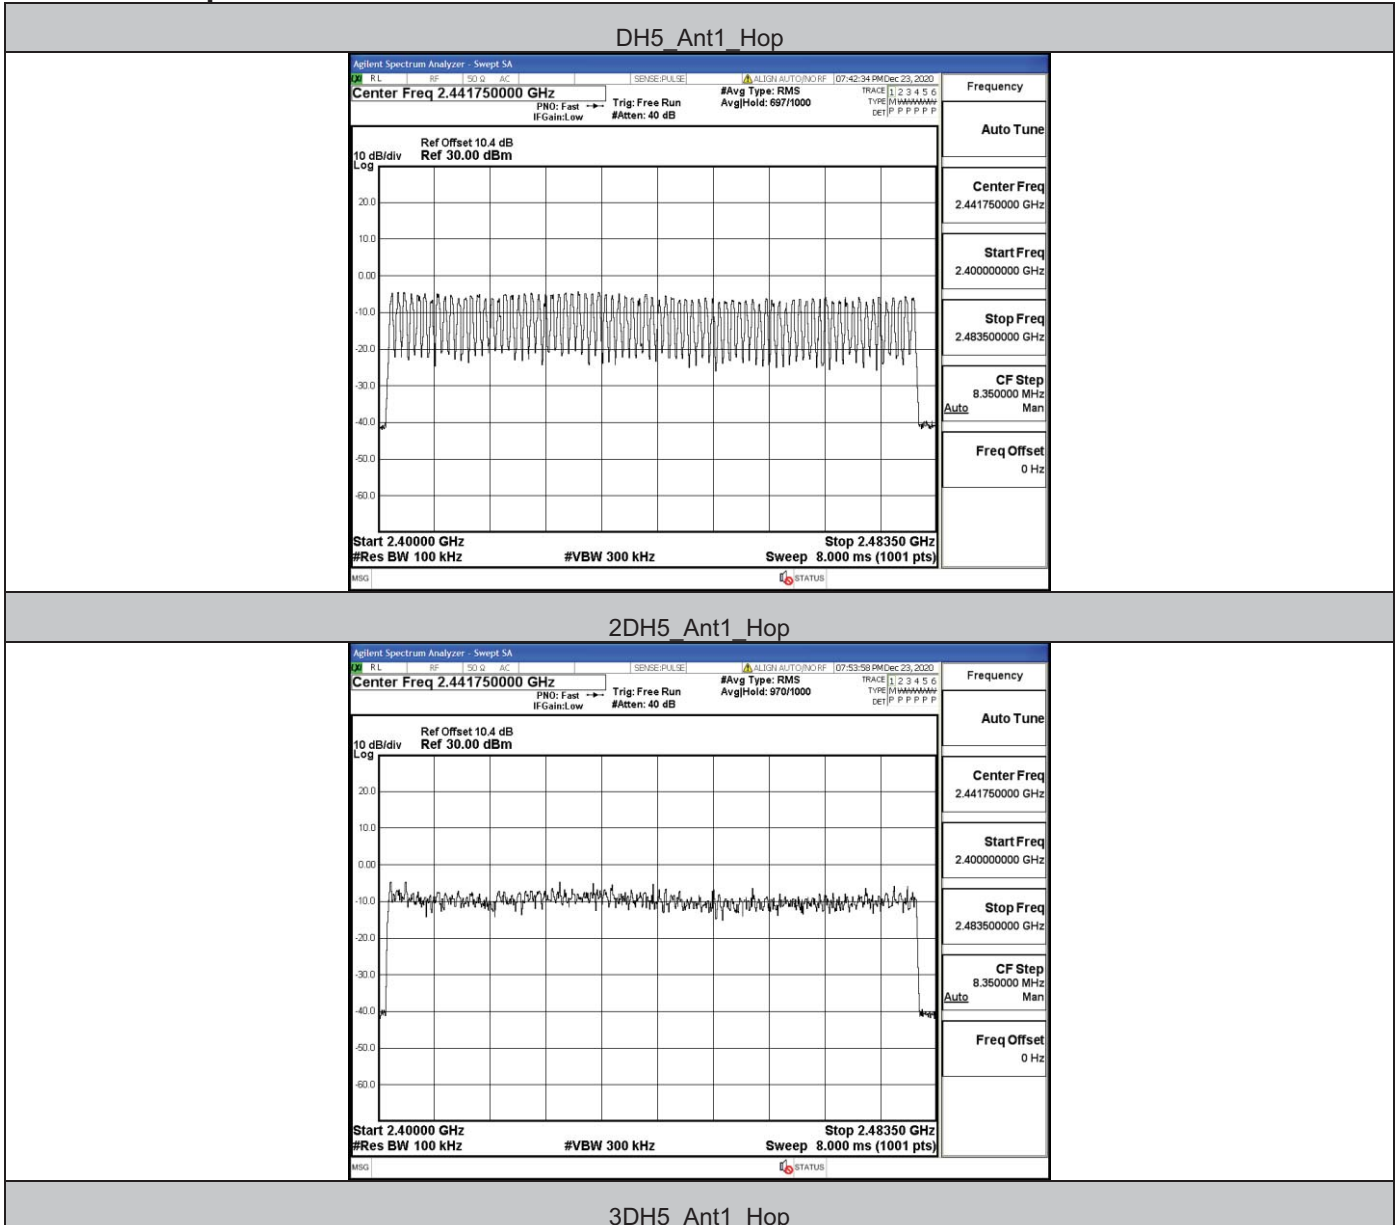 DH5_Ant1_Hop
Agilent Spectrum Analyzer - Swept SA
RL RF 50 Ω AC SENSE:PULSE ALIGN AUTO/NO RF 07:42:34 PM Dec 23, 2020
Center Freq 2.441750000 GHz
PNO: Fast
IFGain:Low
Trig: Free Run
#Atten: 40 dB
#Avg Type: RMS
Avg|Hold: 697/1000
TRACE 1 2 3 4 5 6
TYPE M WWWWW
DET P P P P P P
Ref Offset 10.4 dB
10 dB/div Ref 30.00 dBm
Log
20.0
10.0
0.00
-10.0
-20.0
-30.0
-40.0
-50.0
-60.0
Start 2.40000 GHz Stop 2.48350 GHz
#Res BW 100 kHz #VBW 300 kHz Sweep 8.000 ms (1001 pts)
MSG STATUS
Frequency
Auto Tune
Center Freq
2.441750000 GHz
Start Freq
2.400000000 GHz
Stop Freq
2.483500000 GHz
CF Step
8.350000 MHz
Auto Man
Freq Offset
0 Hz
2DH5_Ant1_Hop
Agilent Spectrum Analyzer - Swept SA
RL RF 50 Ω AC SENSE:PULSE ALIGN AUTO/NO RF 07:53:58 PM Dec 23, 2020
Center Freq 2.441750000 GHz
PNO: Fast
IFGain:Low
Trig: Free Run
#Atten: 40 dB
#Avg Type: RMS
Avg|Hold: 970/1000
TRACE 1 2 3 4 5 6
TYPE M WWWWW
DET P P P P P P
Ref Offset 10.4 dB
10 dB/div Ref 30.00 dBm
Log
20.0
10.0
0.00
-10.0
-20.0
-30.0
-40.0
-50.0
-60.0
Start 2.40000 GHz Stop 2.48350 GHz
#Res BW 100 kHz #VBW 300 kHz Sweep 8.000 ms (1001 pts)
MSG STATUS
Frequency
Auto Tune
Center Freq
2.441750000 GHz
Start Freq
2.400000000 GHz
Stop Freq
2.483500000 GHz
CF Step
8.350000 MHz
Auto Man
Freq Offset
0 Hz
3DH5_Ant1_Hop